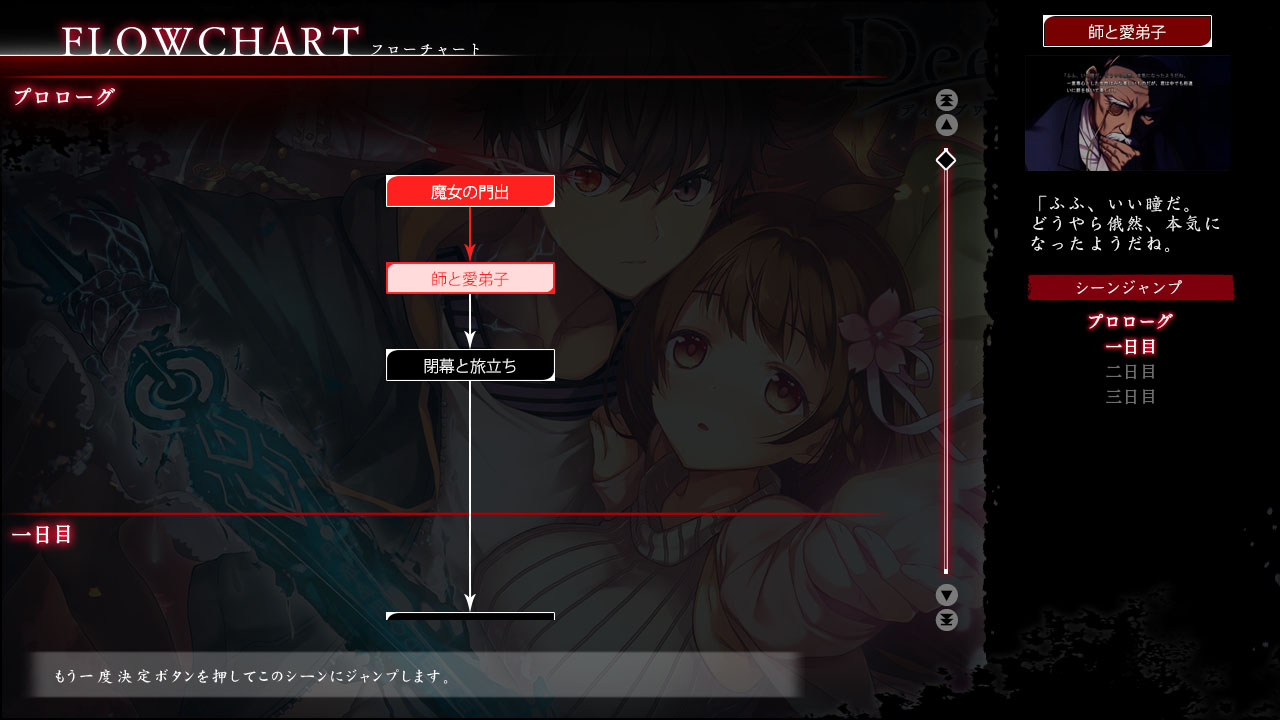 FLOWCHART フローチャート
プロローグ
魔女の門出
師と愛弟子
閉幕と旅立ち
一日目
もう一度決定ボタンを押してこのシーンにジャンプします。
師と愛弟子
「ふふ、いい瞳だ。
どうやら俄然、本気に
なったようだね。
シーンジャンプ
プロローグ
一日目
二日目
三日目